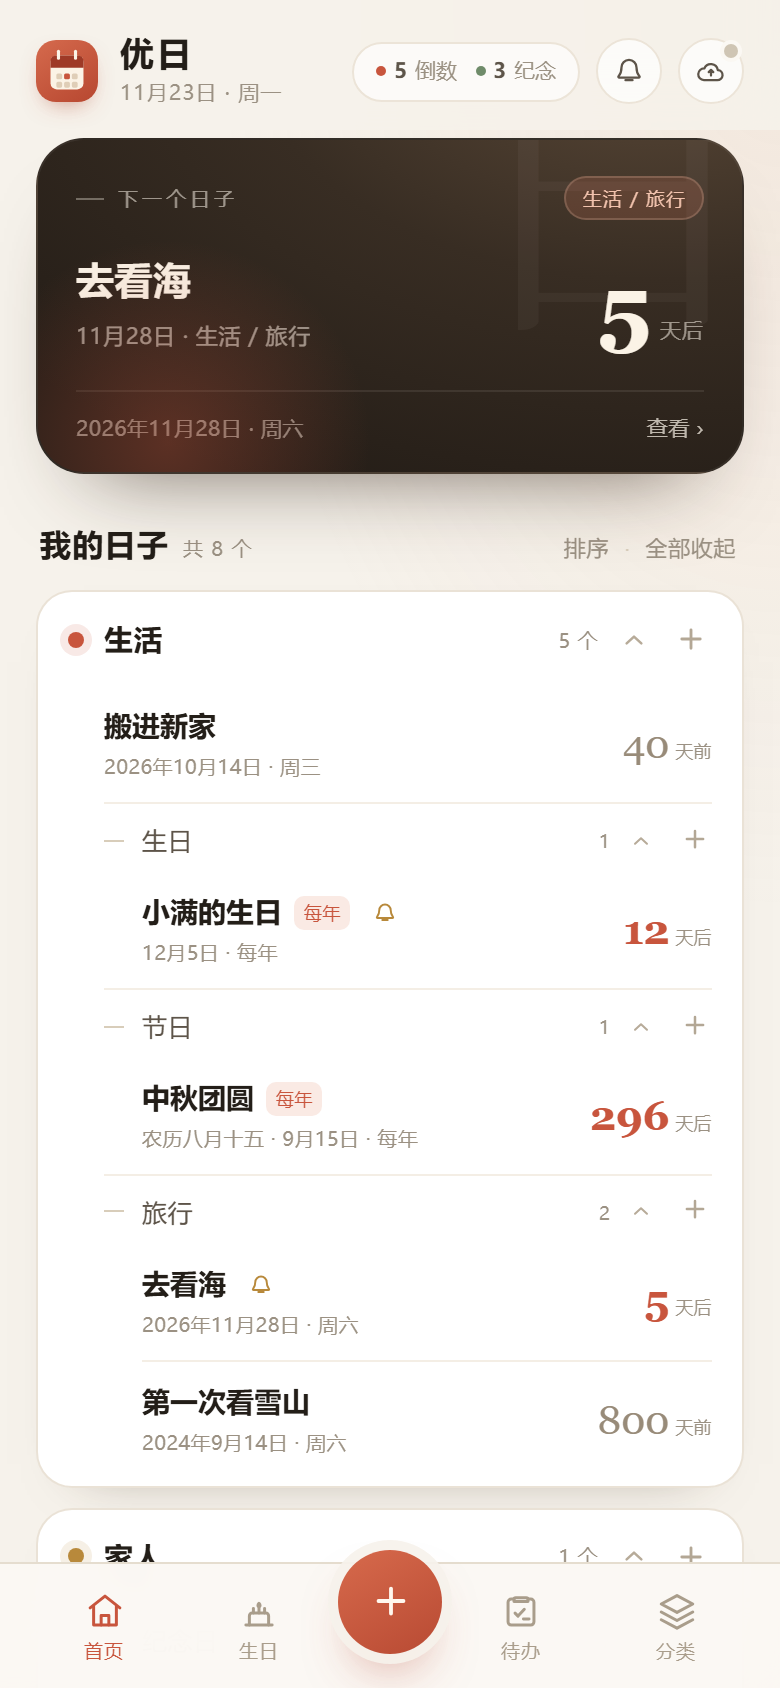 优日
11月23日 · 周一
5 倒数 3 纪念
下一个日子
生活 / 旅行
去看海
11月28日 · 生活 / 旅行
5 天后
2026年11月28日 · 周六
查看 ›
我的日子 共 8 个
排序 · 全部收起
生活
5 个
搬进新家
2026年10月14日 · 周三
40 天前
生日
1
小满的生日 每年
12月5日 · 每年
12 天后
节日
1
中秋团圆 每年
农历八月十五 · 9月15日 · 每年
296 天后
旅行
2
去看海
2026年11月28日 · 周六
5 天后
第一次看雪山
2024年9月14日 · 周六
800 天前
家人
1 个
首页
生日
待办
分类